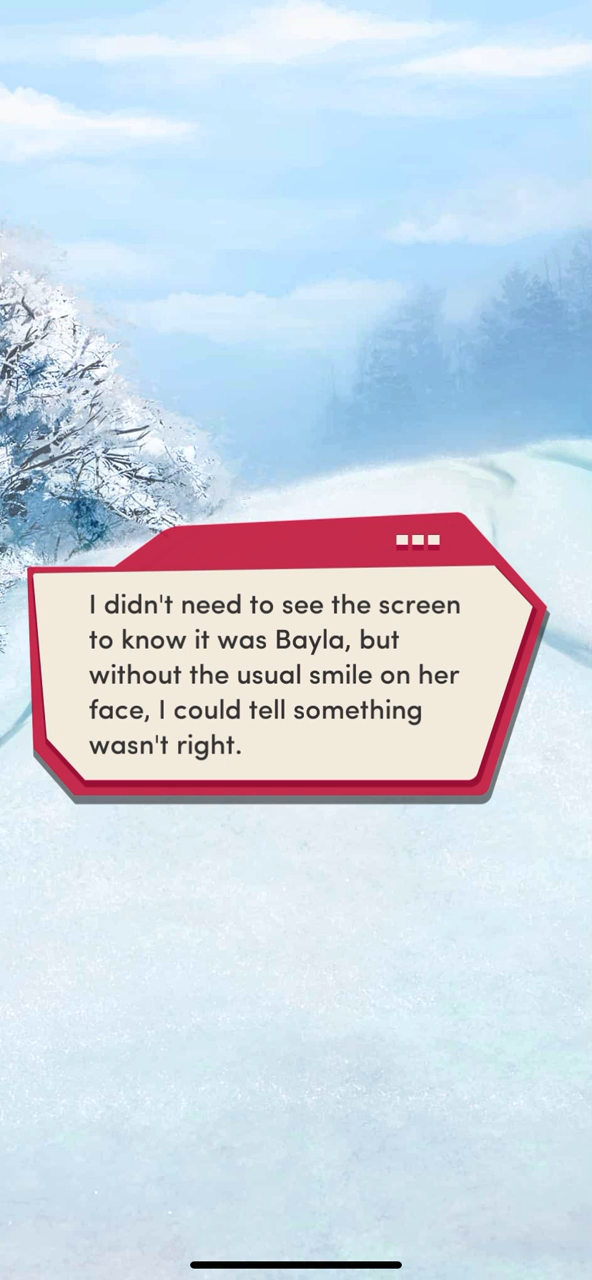 I didn't need to see the screen
to know it was Bayla, but
without the usual smile on her
face, I could tell something
wasn't right.